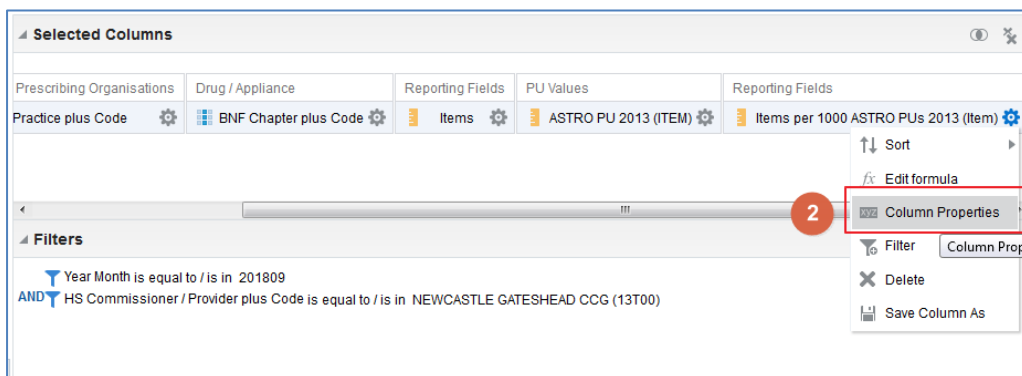 Selected Columns
Prescribing Organisations
Drug / Appliance
Reporting Fields
PU Values
Reporting Fields
Practice plus Code
BNF Chapter plus Code
Items
ASTRO PU 2013 (ITEM)
Items per 1000 ASTRO PUs 2013 (Item)
Sort
fx Edit formula
2
xyz Column Properties
Filters
Filter
Column Prop
Year Month is equal to / is in 201809
Delete
AND HS Commissioner / Provider plus Code is equal to / is in NEWCASTLE GATESHEAD CCG (13T00)
Save Column As